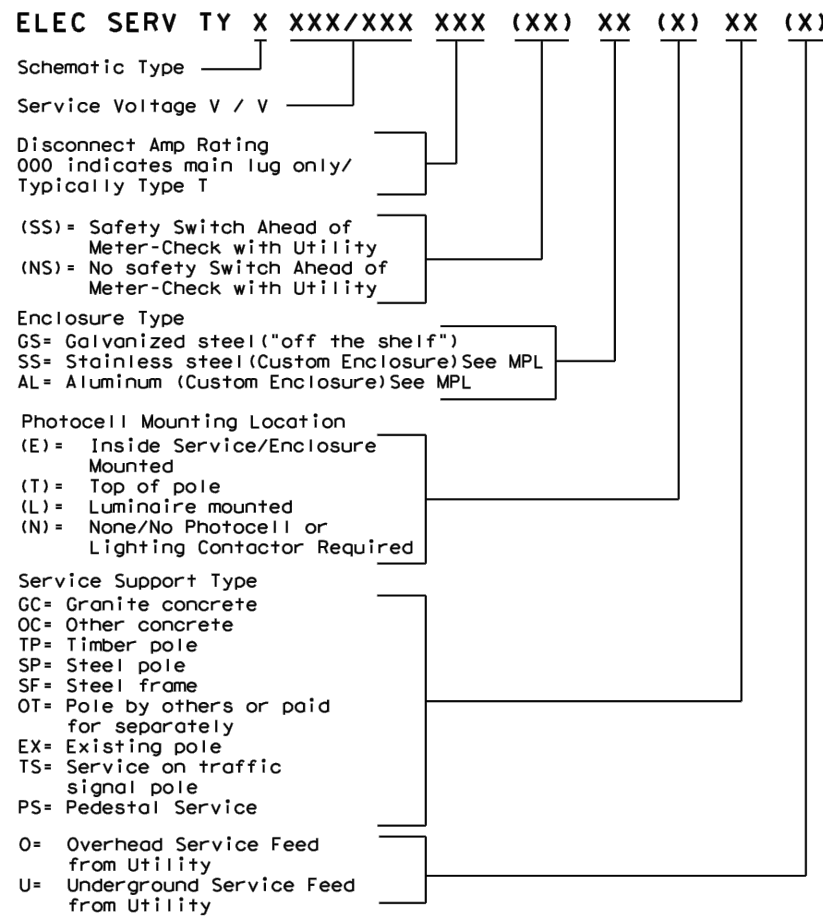 ELEC SERV TY X XXX/XXX XXX (XX) XX (X) XX (X)
Schematic Type
Service Voltage V / V
Disconnect Amp Rating
000 indicates main lug only/
Typically Type T
(SS)= Safety Switch Ahead of
Meter-Check with Utility
(NS)= No safety Switch Ahead of
Meter-Check with Utility
Enclosure Type
GS= Galvanized steel("off the shelf")
SS= Stainless steel(Custom Enclosure)See MPL
AL= Aluminum (Custom Enclosure)See MPL
Photocell Mounting Location
(E)= Inside Service/Enclosure
Mounted
(T)= Top of pole
(L)= Luminaire mounted
(N)= None/No Photocell or
Lighting Contactor Required
Service Support Type
GC= Granite concrete
OC= Other concrete
TP= Timber pole
SP= Steel pole
SF= Steel frame
OT= Pole by others or paid
for separately
EX= Existing pole
TS= Service on traffic
signal pole
PS= Pedestal Service
O= Overhead Service Feed
from Utility
U= Underground Service Feed
from Utility